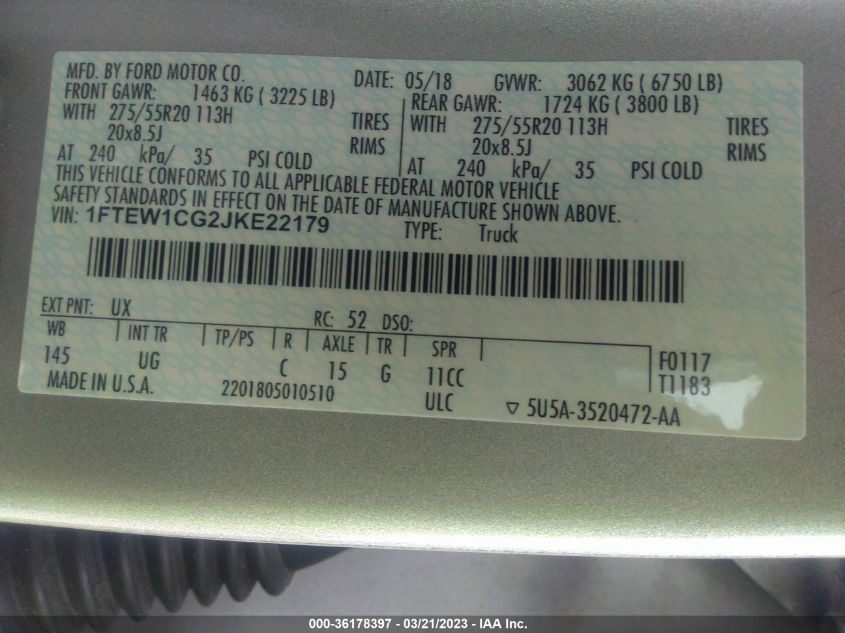 MFD. BY FORD MOTOR CO. DATE: 05/18 GVWR: 3062 KG ( 6750 LB)
FRONT GAWR: 1463 KG ( 3225 LB) REAR GAWR: 1724 KG ( 3800 LB)
WITH 275/55R20 113H TIRES WITH 275/55R20 113H TIRES
20x8.5J RIMS 20x8.5J RIMS
AT 240 kPa/ 35 PSI COLD AT 240 kPa/ 35 PSI COLD
THIS VEHICLE CONFORMS TO ALL APPLICABLE FEDERAL MOTOR VEHICLE
SAFETY STANDARDS IN EFFECT ON THE DATE OF MANUFACTURE SHOWN ABOVE.
VIN: 1FTEW1CG2JKE22179 TYPE: Truck
EXT PNT: UX RC: 52 DSO:
WB INT TR TP/PS R AXLE TR SPR F0117
145 UG C 15 G 11CC T1183
MADE IN U.S.A. 2201805010510 ULC ▽ 5U5A-3520472-AA
000-36178397 - 03/21/2023 - IAA Inc.